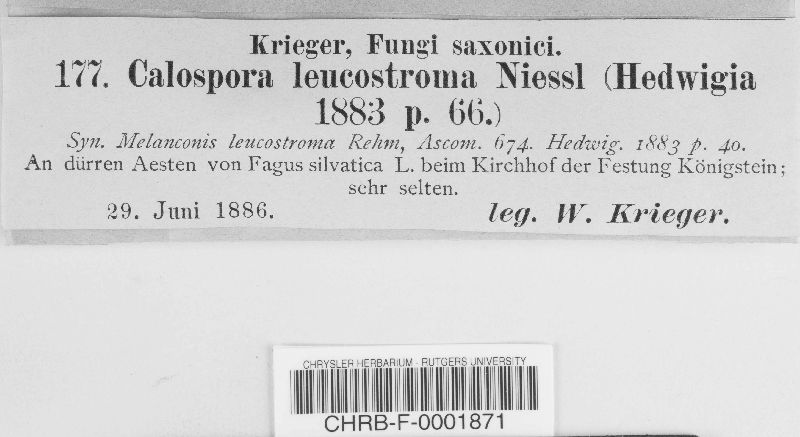 Krieger, Fungi saxonici.
177. Calospora leucostroma Niessl (Hedwigia
1883 p. 66.)
Syn. Melanconis leucostroma Rehm, Ascom. 674. Hedwig. 1883 p. 40.
An dürren Aesten von Fagus silvatica L. beim Kirchhof der Festung Königstein;
sehr selten.
29. Juni 1886. leg. W. Krieger.
CHRYSLER HERBARIUM - RUTGERS UNIVERSITY
CHRB-F-0001871